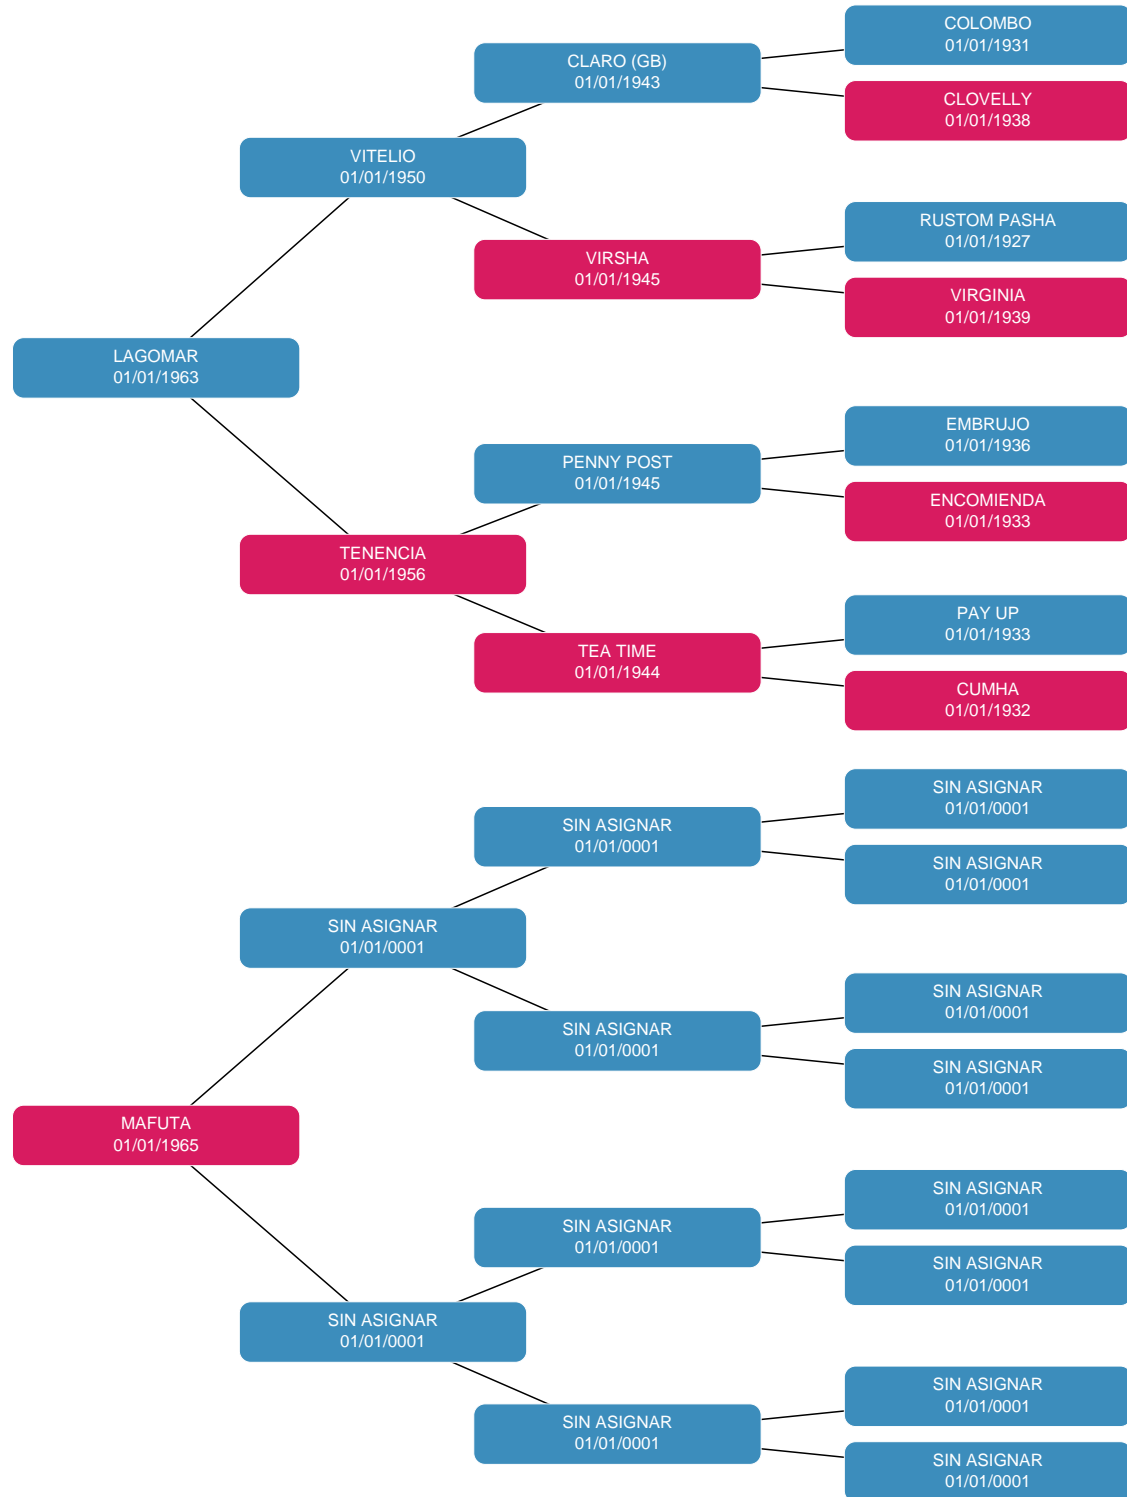 COLOMBO
01/01/1931
CLARO (GB)
01/01/1943
CLOVELLY
01/01/1938
VITELIO
01/01/1950
RUSTOM PASHA
01/01/1927
VIRSHA
01/01/1945
VIRGINIA
01/01/1939
LAGOMAR
01/01/1963
EMBRUJO
01/01/1936
PENNY POST
01/01/1945
ENCOMIENDA
01/01/1933
TENENCIA
01/01/1956
PAY UP
01/01/1933
TEA TIME
01/01/1944
CUMHA
01/01/1932
SIN ASIGNAR
01/01/0001
SIN ASIGNAR
01/01/0001
SIN ASIGNAR
01/01/0001
SIN ASIGNAR
01/01/0001
SIN ASIGNAR
01/01/0001
SIN ASIGNAR
01/01/0001
SIN ASIGNAR
01/01/0001
MAFUTA
01/01/1965
SIN ASIGNAR
01/01/0001
SIN ASIGNAR
01/01/0001
SIN ASIGNAR
01/01/0001
SIN ASIGNAR
01/01/0001
SIN ASIGNAR
01/01/0001
SIN ASIGNAR
01/01/0001
SIN ASIGNAR
01/01/0001